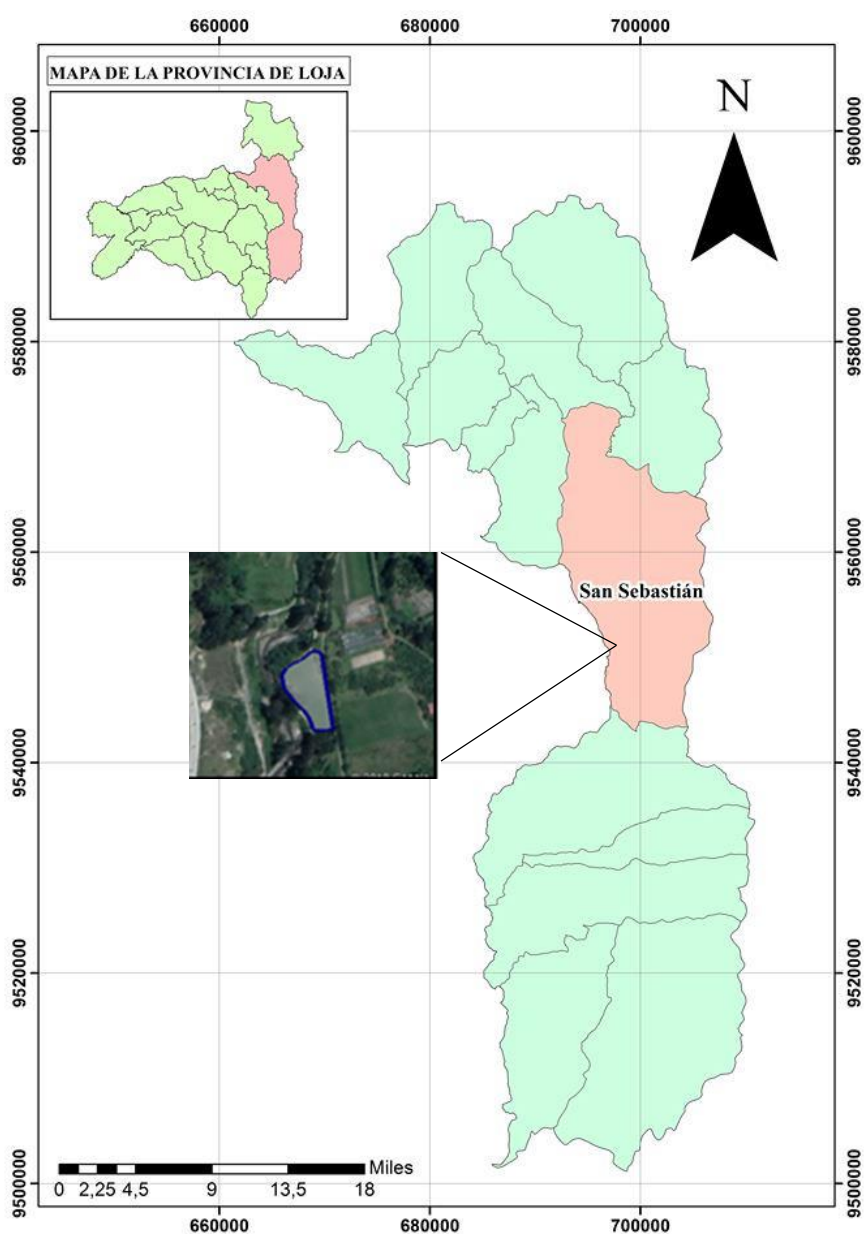 660000 680000 700000
MAPA DE LA PROVINCIA DE LOJA
N
9600000 9600000
9580000 9580000
9560000 9560000
San Sebastián
9540000 9540000
9520000 9520000
Miles
0 2,25 4,5 9 13,5 18
9500000 9500000
660000 680000 700000